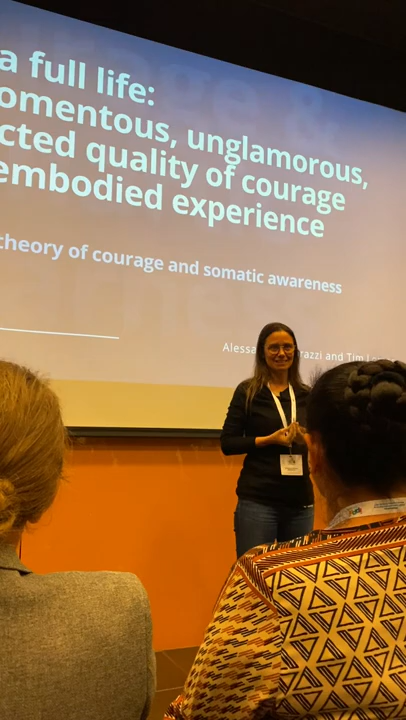 a full life:
omentous, unglamorous,
cted quality of courage
embodied experience
theory of courage and somatic awareness
Alessa razzi and Tim L